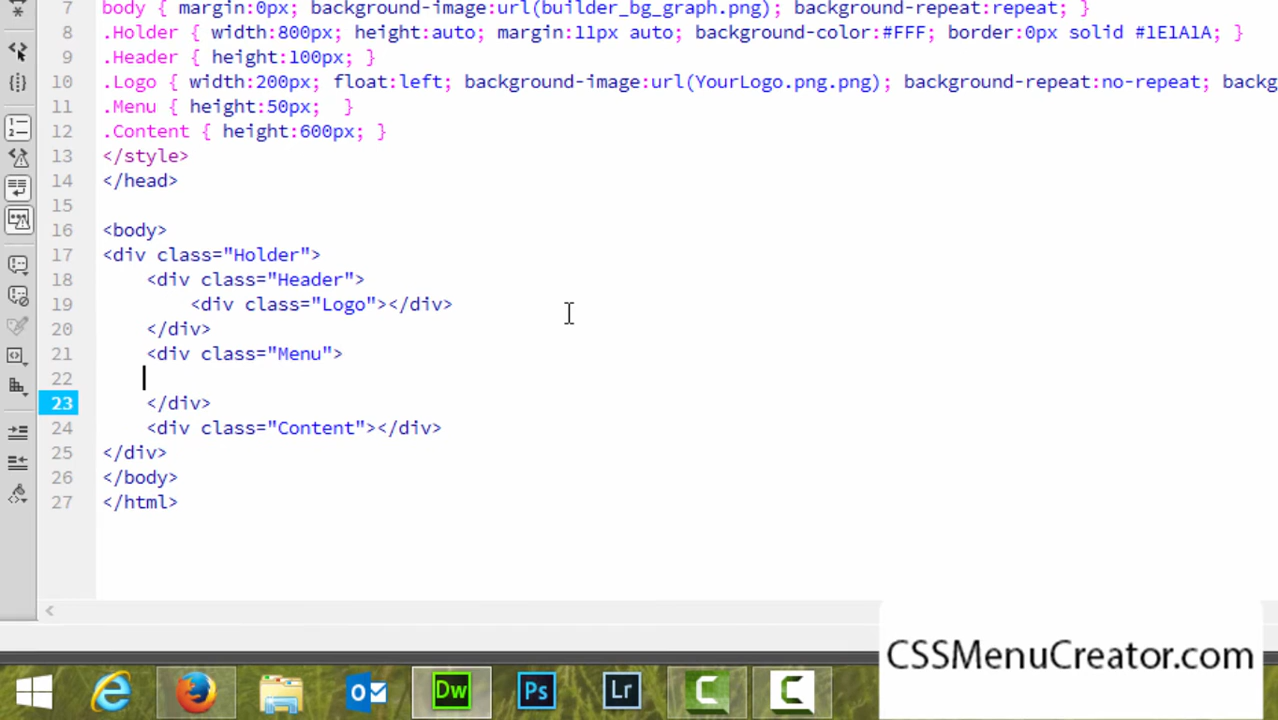 7 body { margin:0px; background-image:url(builder_bg_graph.png); background-repeat:repeat; }
8 .Holder { width:800px; height:auto; margin:11px auto; background-color:#FFF; border:0px solid #1E1A1A; }
9 .Header { height:100px; }
10 .Logo { width:200px; float:left; background-image:url(YourLogo.png.png); background-repeat:no-repeat; backg
11 .Menu { height:50px;  }
12 .Content { height:600px; }
13 </style>
14 </head>
15
16 <body>
17 <div class="Holder">
18     <div class="Header">
19         <div class="Logo"></div>
20     </div>
21     <div class="Menu">
22
23     </div>
24     <div class="Content"></div>
25 </div>
26 </body>
27 </html>
CSSMenuCreator.com
Dw
Ps
Lr